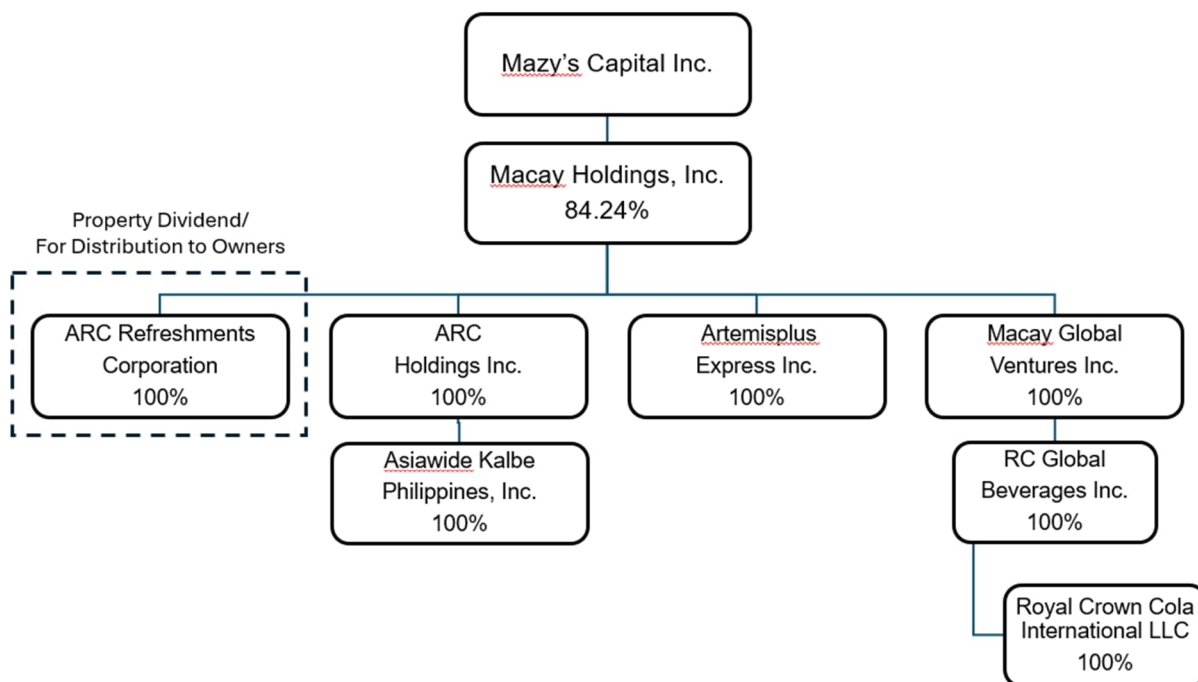 Mazy’s Capital Inc.
Macay Holdings, Inc.
84.24%
Property Dividend/
For Distribution to Owners
ARC Refreshments
Corporation
100%
ARC
Holdings Inc.
100%
Artemisplus
Express Inc.
100%
Macay Global
Ventures Inc.
100%
Asiawide Kalbe
Philippines, Inc.
100%
RC Global
Beverages Inc.
100%
Royal Crown Cola
International LLC
100%